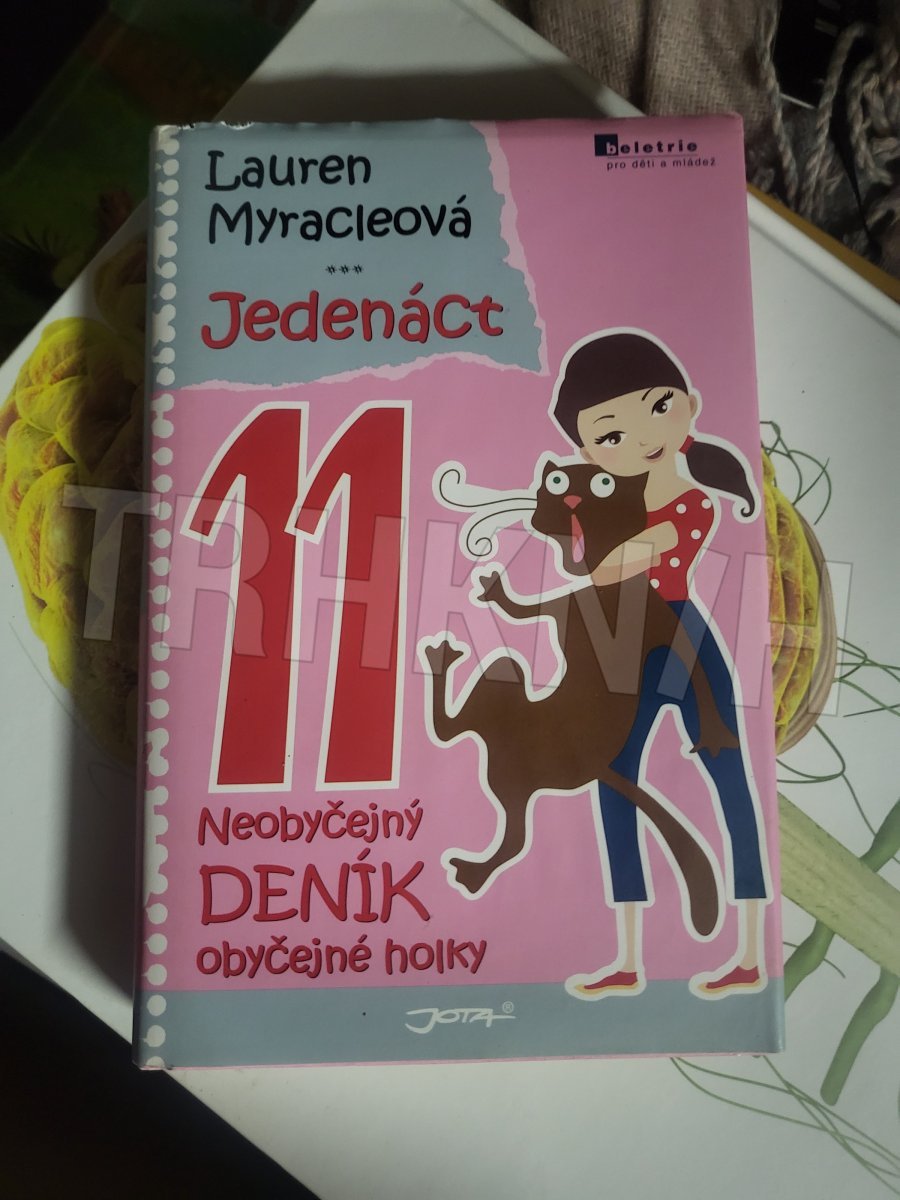 Lauren
Myracleová
***
Jedenáct
beletrie
pro děti a mládež
11
TRHKNIH
Neobyčejný
DENÍK
obyčejné holky
JOTA®